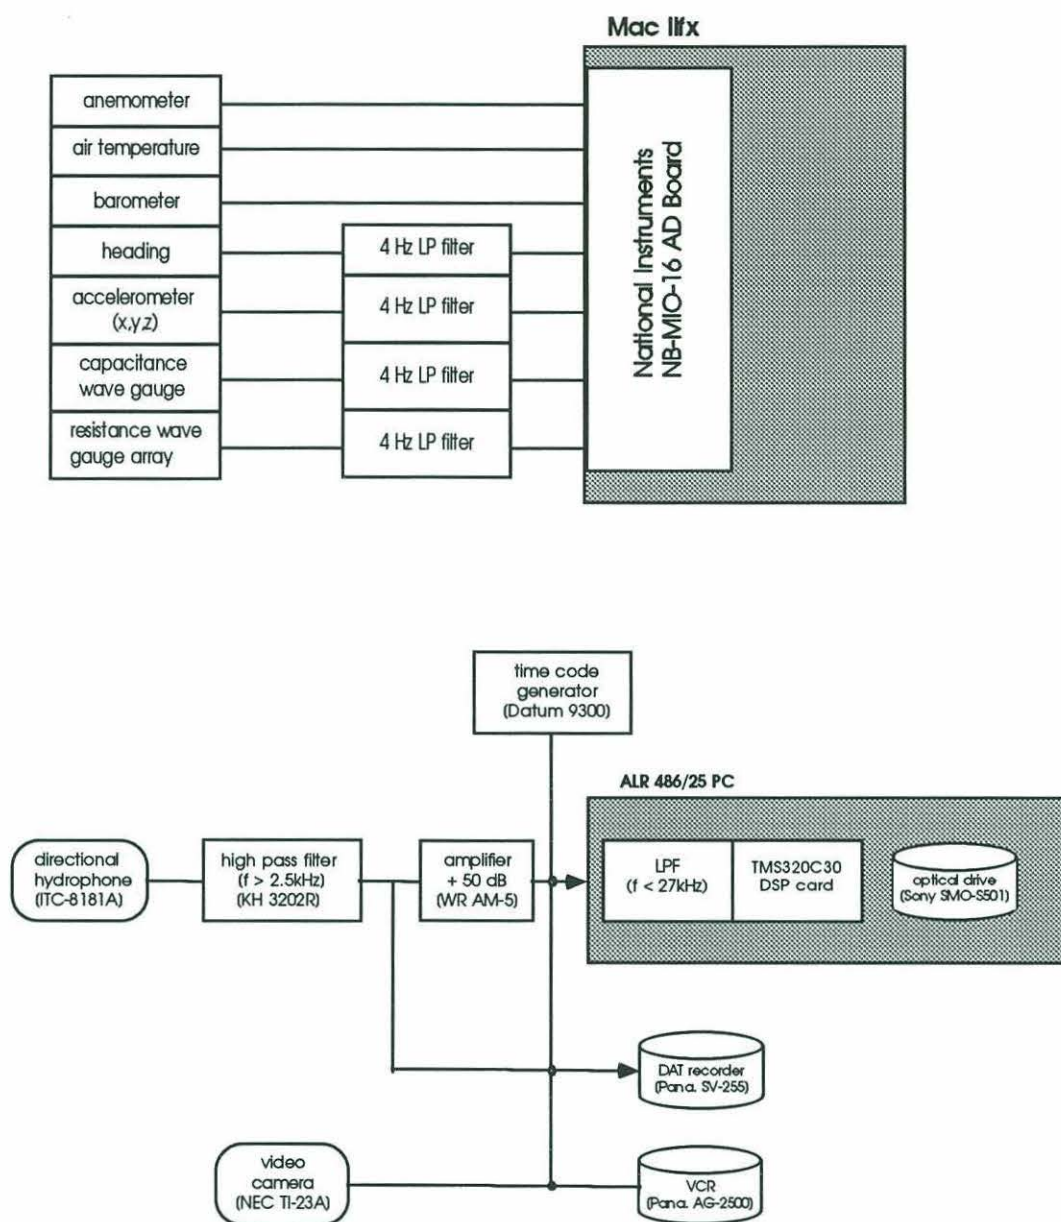 Mac IIfx
anemometer
air temperature
barometer
heading
accelerometer
(x,y,z)
capacitance
wave gauge
resistance wave
gauge array
4 Hz LP filter
4 Hz LP filter
4 Hz LP filter
4 Hz LP filter
National Instruments
NB-MIO-16 AD Board
time code
generator
(Datum 9300)
ALR 486/25 PC
directional
hydrophone
(ITC-8181A)
high pass filter
(f > 2.5kHz)
(KH 3202R)
amplifier
+ 50 dB
(WR AM-5)
LPF
(f < 27kHz)
TMS320C30
DSP card
optical drive
(Sony SMO-S501)
DAT recorder
(Pana. SV-255)
video
camera
(NEC TI-23A)
VCR
(Pana. AG-2500)